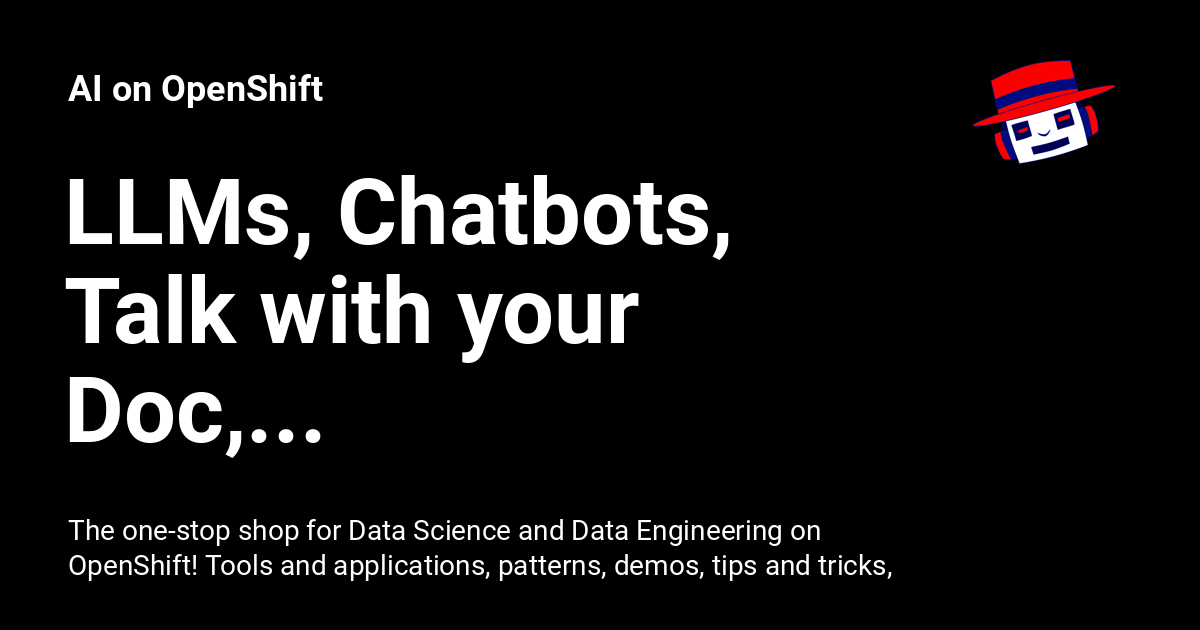 AI on OpenShift
LLMs, Chatbots,
Talk with your
Doc,...
The one-stop shop for Data Science and Data Engineering on
OpenShift! Tools and applications, patterns, demos, tips and tricks,